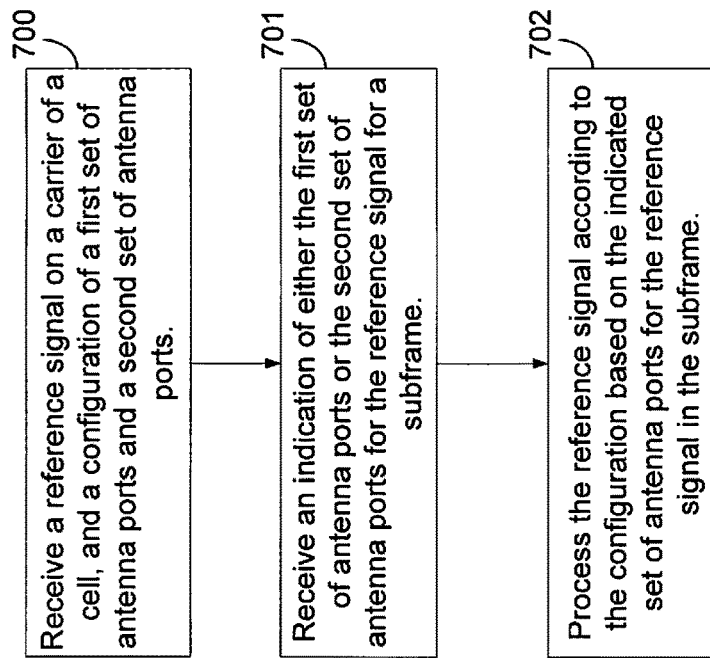 700
Receive a reference signal on a carrier of a
cell, and a configuration of a first set of
antenna ports and a second set of antenna
ports.
701
Receive an indication of either the first set
of antenna ports or the second set of
antenna ports for the reference signal for a
subframe.
702
Process the reference signal according to
the configuration based on the indicated
set of antenna ports for the reference
signal in the subframe.